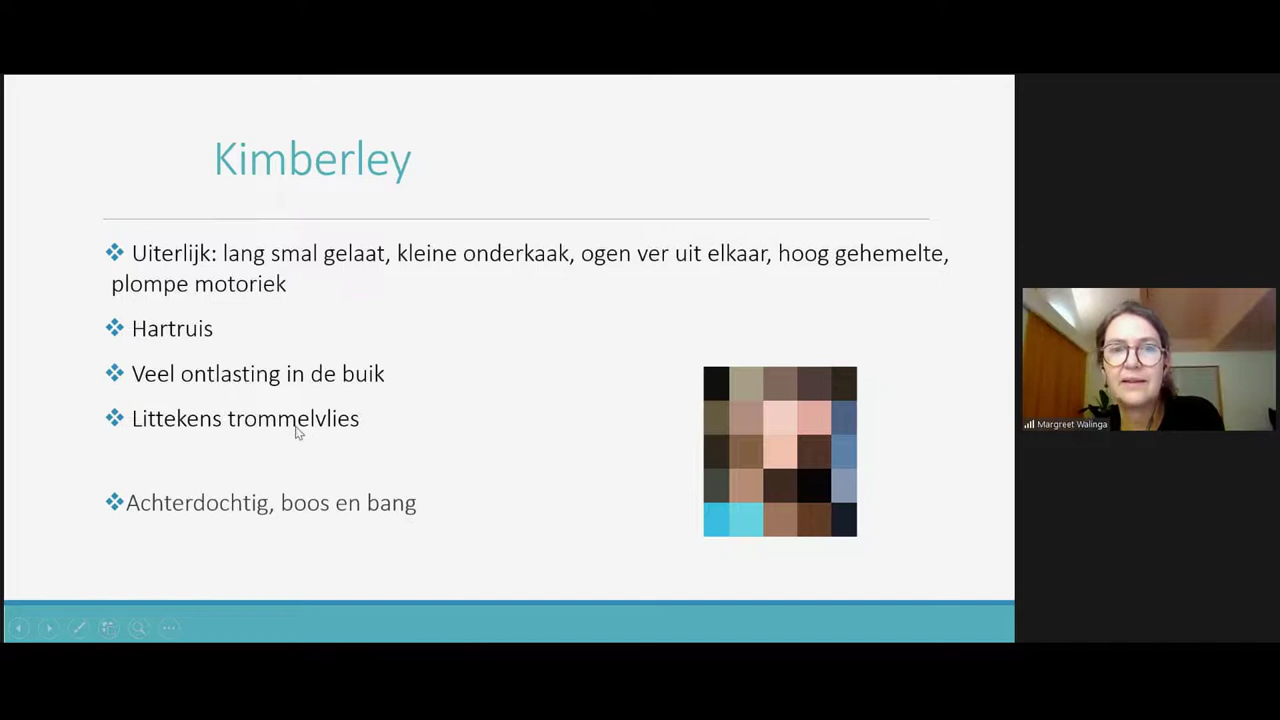 Kimberley
Uiterlijk: lang smal gelaat, kleine onderkaak, ogen ver uit elkaar, hoog gehemelte,
plompe motoriek
Hartruis
Veel ontlasting in de buik
Littekens trommelvlies
Achterdochtig, boos en bang
Margreet Walinga